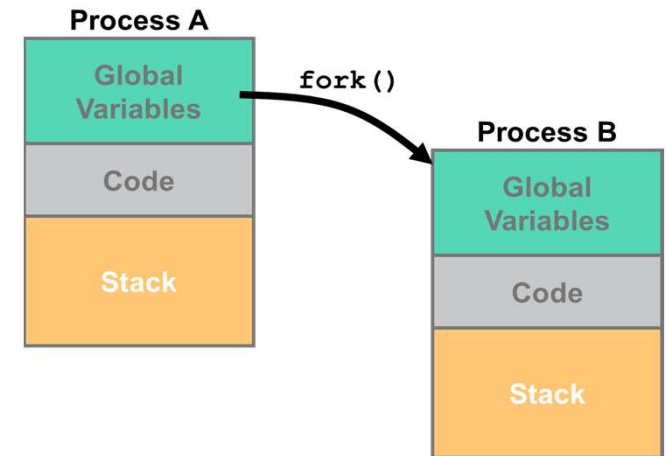 Process A
Global
Variables
Code
Stack
fork()
Process B
Global
Variables
Code
Stack